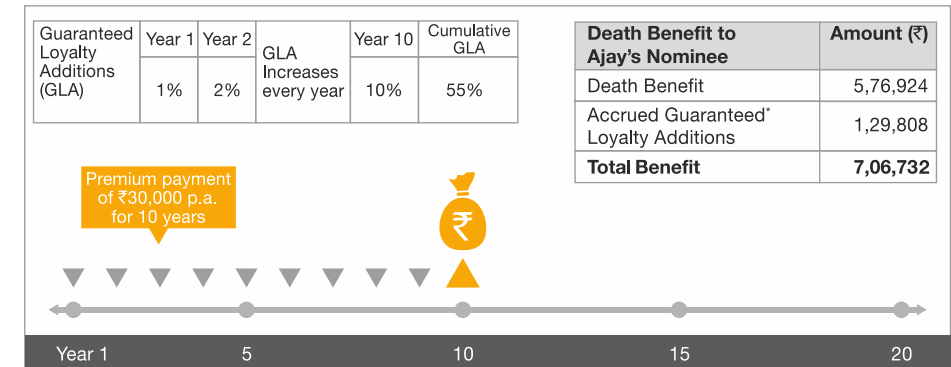 Guaranteed Loyalty Additions (GLA)
Year 1 Year 2 GLA Increases every year Year 10 Cumulative GLA
1% 2% 10% 55%
Death Benefit to Ajay's Nominee Amount (₹)
Death Benefit 5,76,924
Accrued Guaranteed* Loyalty Additions 1,29,808
Total Benefit 7,06,732
Premium payment
of ₹30,000 p.a.
for 10 years
₹
Year 1 5 10 15 20